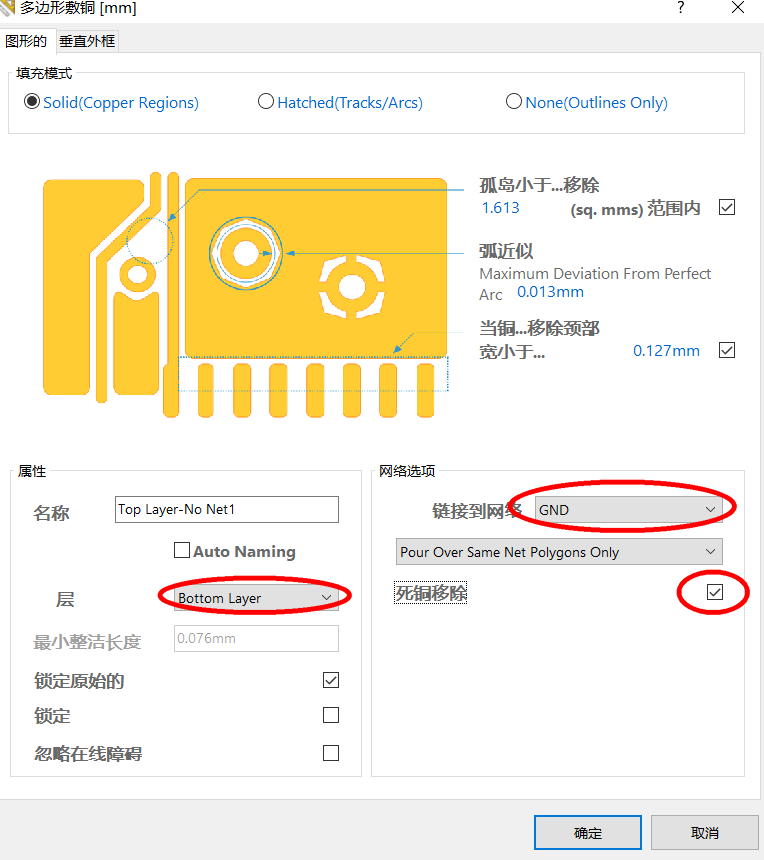 多边形敷铜 [mm]
?
图形的 垂直外框
填充模式
Solid(Copper Regions) Hatched(Tracks/Arcs) None(Outlines Only)
孤岛小于...移除
1.613 (sq. mms) 范围内
弧近似
Maximum Deviation From Perfect
Arc 0.013mm
当铜...移除颈部
宽小于... 0.127mm
属性
名称 Top Layer-No Net1
Auto Naming
层 Bottom Layer
最小整洁长度 0.076mm
锁定原始的
锁定
忽略在线障碍
网络选项
链接到网络 GND
Pour Over Same Net Polygons Only
死铜移除
确定 取消